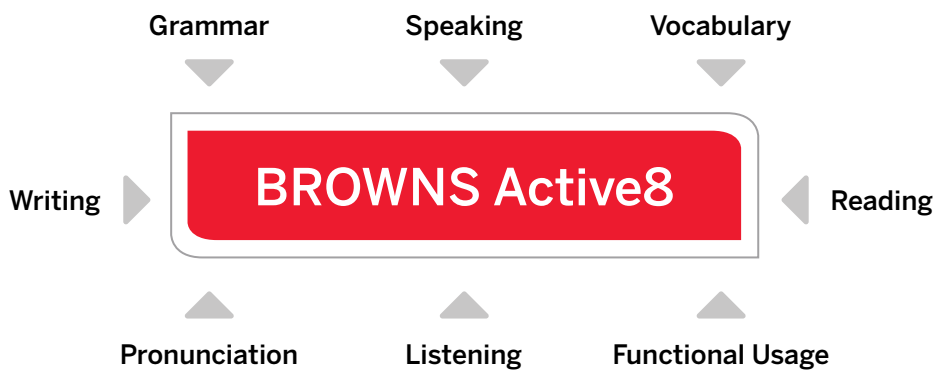 Grammar Speaking Vocabulary
Writing BROWNS Active8 Reading
Pronunciation Listening Functional Usage